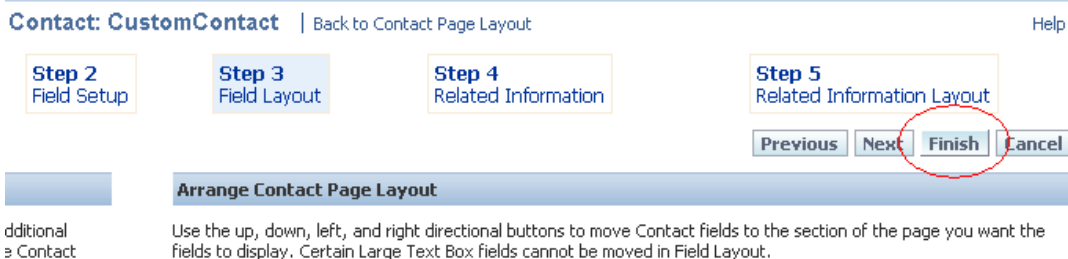 Contact: CustomContact | Back to Contact Page Layout Help
Step 2 Step 3 Step 4 Step 5
Field Setup Field Layout Related Information Related Information Layout
Previous Next Finish Cancel
Arrange Contact Page Layout
dditional Use the up, down, left, and right directional buttons to move Contact fields to the section of the page you want the
e Contact fields to display. Certain Large Text Box fields cannot be moved in Field Layout.